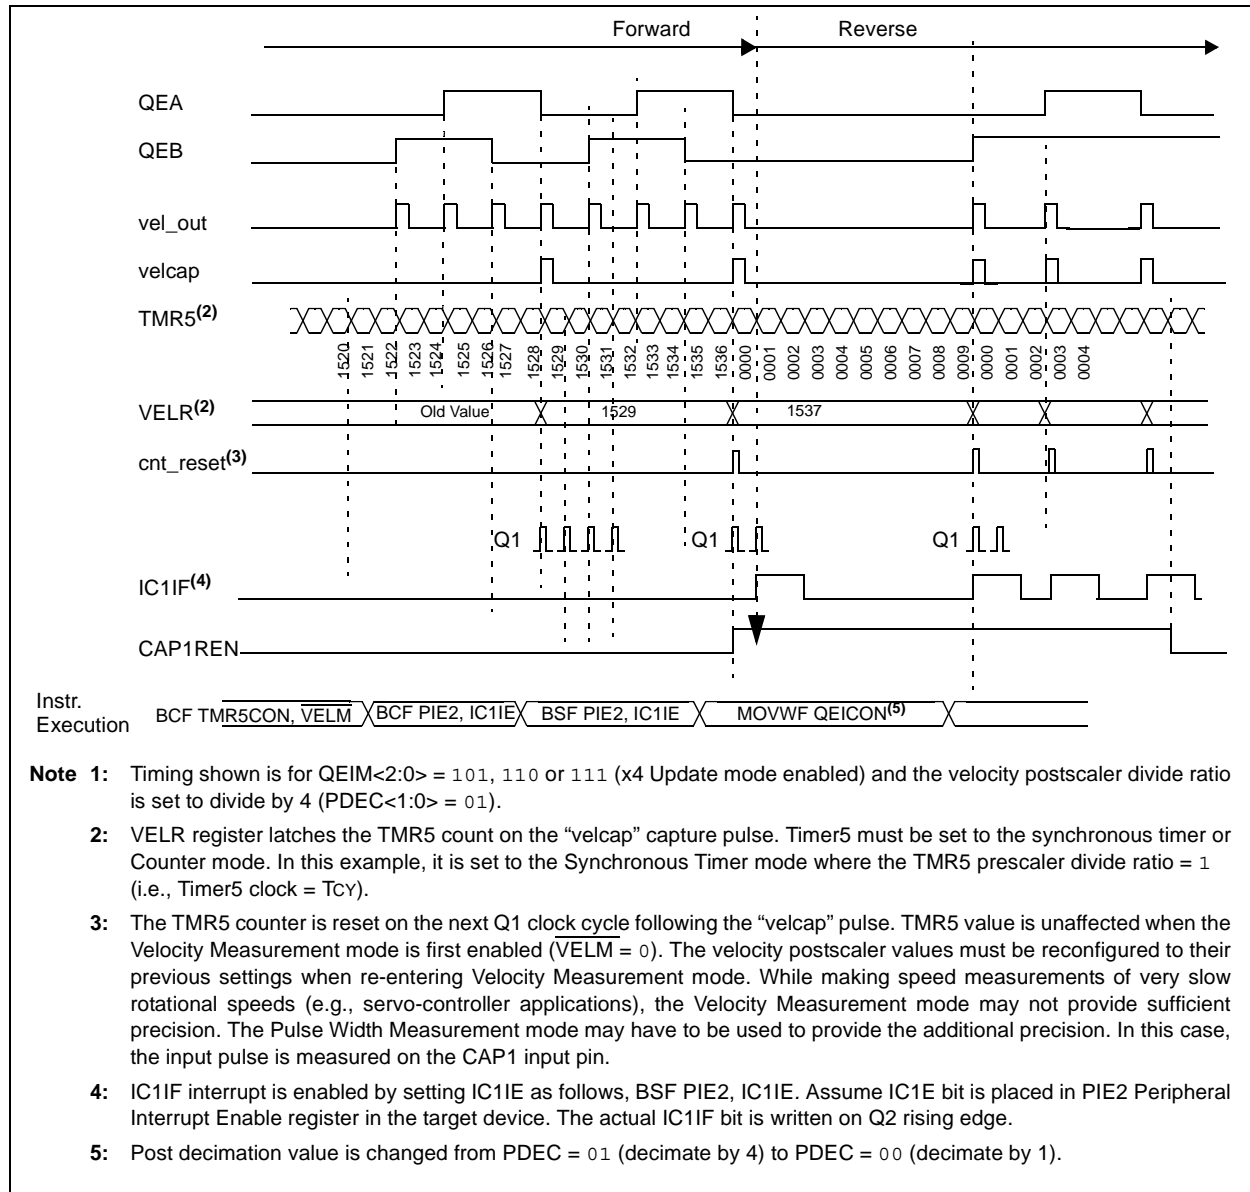 Forward Reverse
QEA
QEB
vel_out
velcap
TMR5(2)
1520 1521 1522 1523 1524 1525 1526 1527 1528 1529 1530 1531 1532 1533 1534 1535 1536 0000 0001 0002 0003 0004 0005 0006 0007 0008 0009 0000 0001 0002 0003 0004
VELR(2) Old Value 1529 1537
cnt_reset(3)
Q1 Q1 Q1
IC1IF(4)
CAP1REN
Instr.
Execution BCF TMR5CON, VELM BCF PIE2, IC1IE BSF PIE2, IC1IE MOVWF QEICON(5)
Note 1: Timing shown is for QEIM<2:0> = 101, 110 or 111 (x4 Update mode enabled) and the velocity postscaler divide ratio
is set to divide by 4 (PDEC<1:0> = 01).
2: VELR register latches the TMR5 count on the “velcap” capture pulse. Timer5 must be set to the synchronous timer or
Counter mode. In this example, it is set to the Synchronous Timer mode where the TMR5 prescaler divide ratio = 1
(i.e., Timer5 clock = TCY).
3: The TMR5 counter is reset on the next Q1 clock cycle following the “velcap” pulse. TMR5 value is unaffected when the
Velocity Measurement mode is first enabled (VELM = 0). The velocity postscaler values must be reconfigured to their
previous settings when re-entering Velocity Measurement mode. While making speed measurements of very slow
rotational speeds (e.g., servo-controller applications), the Velocity Measurement mode may not provide sufficient
precision. The Pulse Width Measurement mode may have to be used to provide the additional precision. In this case,
the input pulse is measured on the CAP1 input pin.
4: IC1IF interrupt is enabled by setting IC1IE as follows, BSF PIE2, IC1IE. Assume IC1E bit is placed in PIE2 Peripheral
Interrupt Enable register in the target device. The actual IC1IF bit is written on Q2 rising edge.
5: Post decimation value is changed from PDEC = 01 (decimate by 4) to PDEC = 00 (decimate by 1).